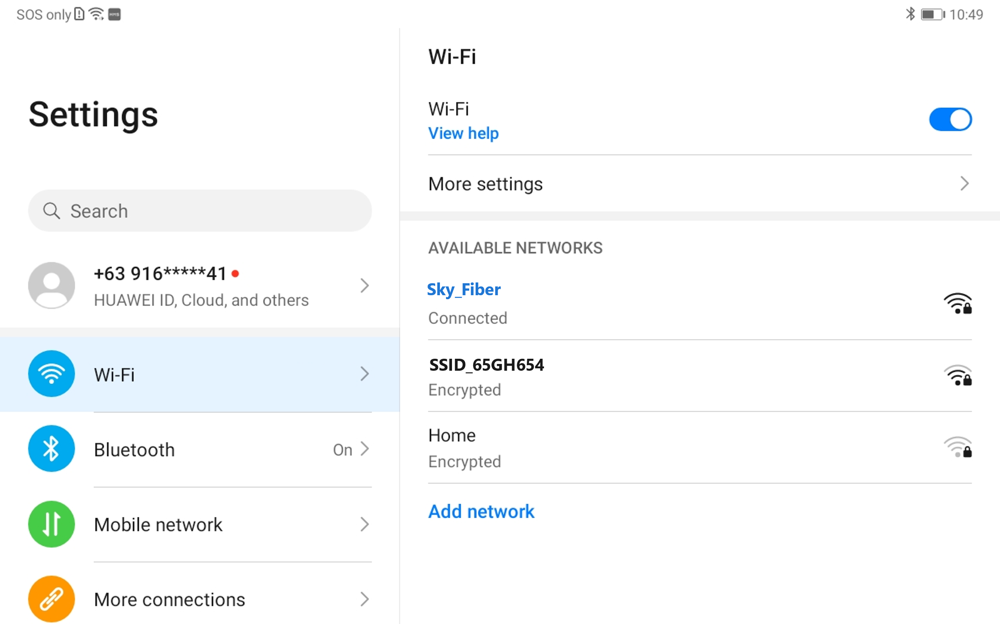 SOS only HMS 10:49
Settings
Search
+63 916*****41
HUAWEI ID, Cloud, and others
Wi-Fi
Bluetooth On
Mobile network
More connections
Wi-Fi
Wi-Fi
View help
More settings
AVAILABLE NETWORKS
Sky_Fiber
Connected
SSID_65GH654
Encrypted
Home
Encrypted
Add network